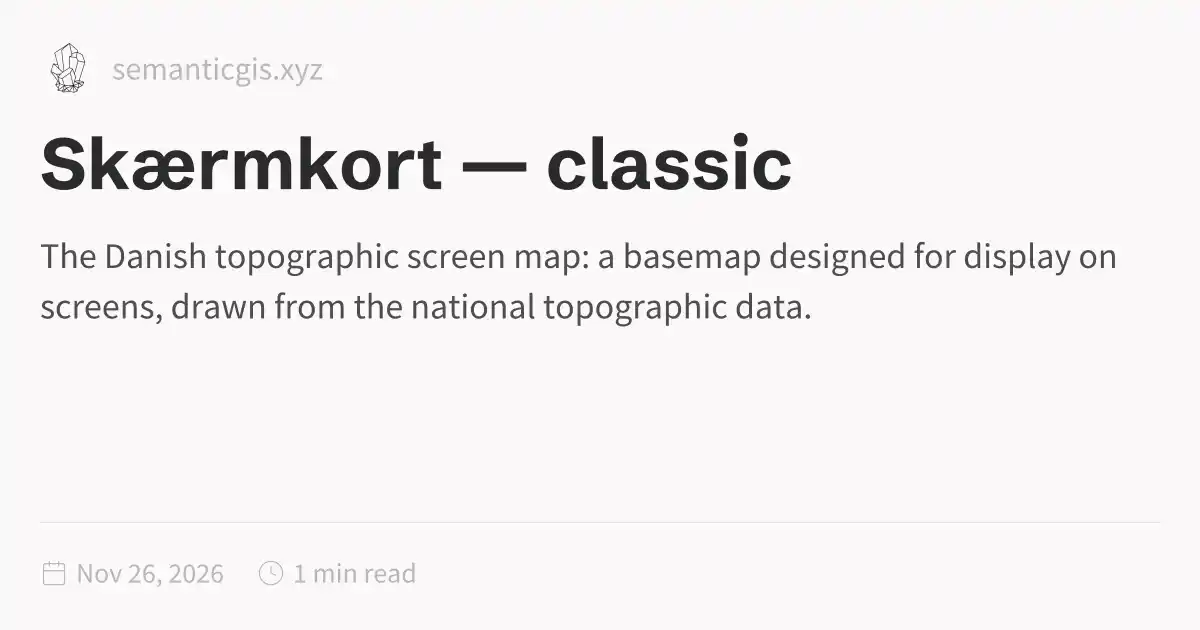 semanticgis.xyz
Skærmkort — classic
The Danish topographic screen map: a basemap designed for display on
screens, drawn from the national topographic data.
Nov 26, 2026 1 min read